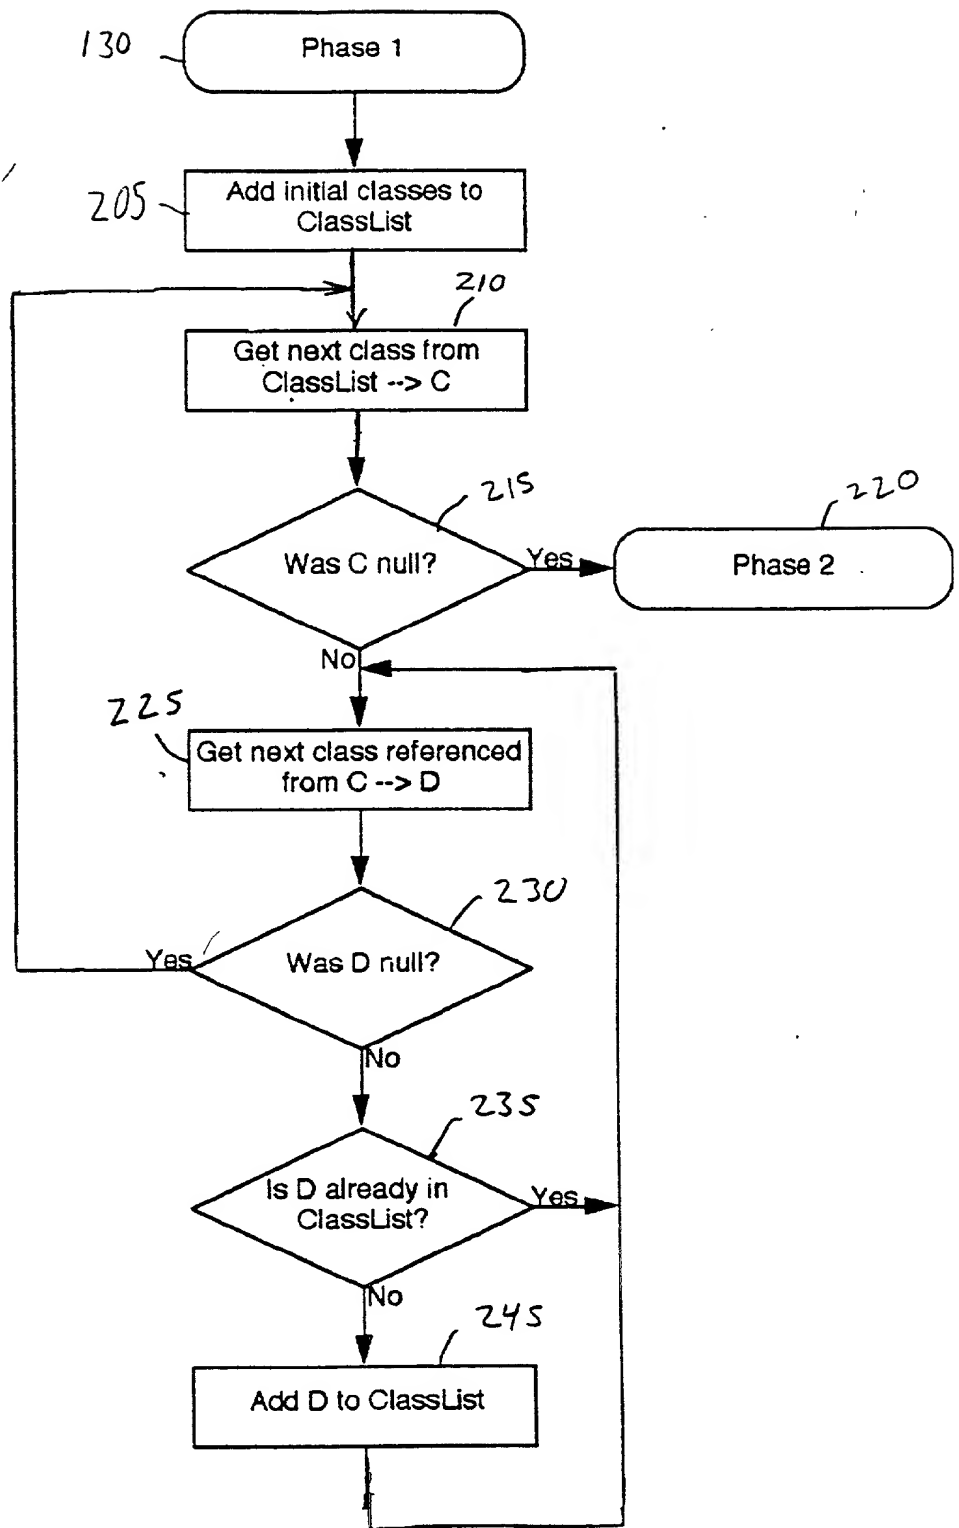 130
Phase 1
205
Add initial classes to
ClassList
210
Get next class from
ClassList --> C
215
Was C null?
Yes
220
Phase 2
No
225
Get next class referenced
from C --> D
230
Yes
Was D null?
No
235
Is D already in
ClassList?
Yes
No
245
Add D to ClassList